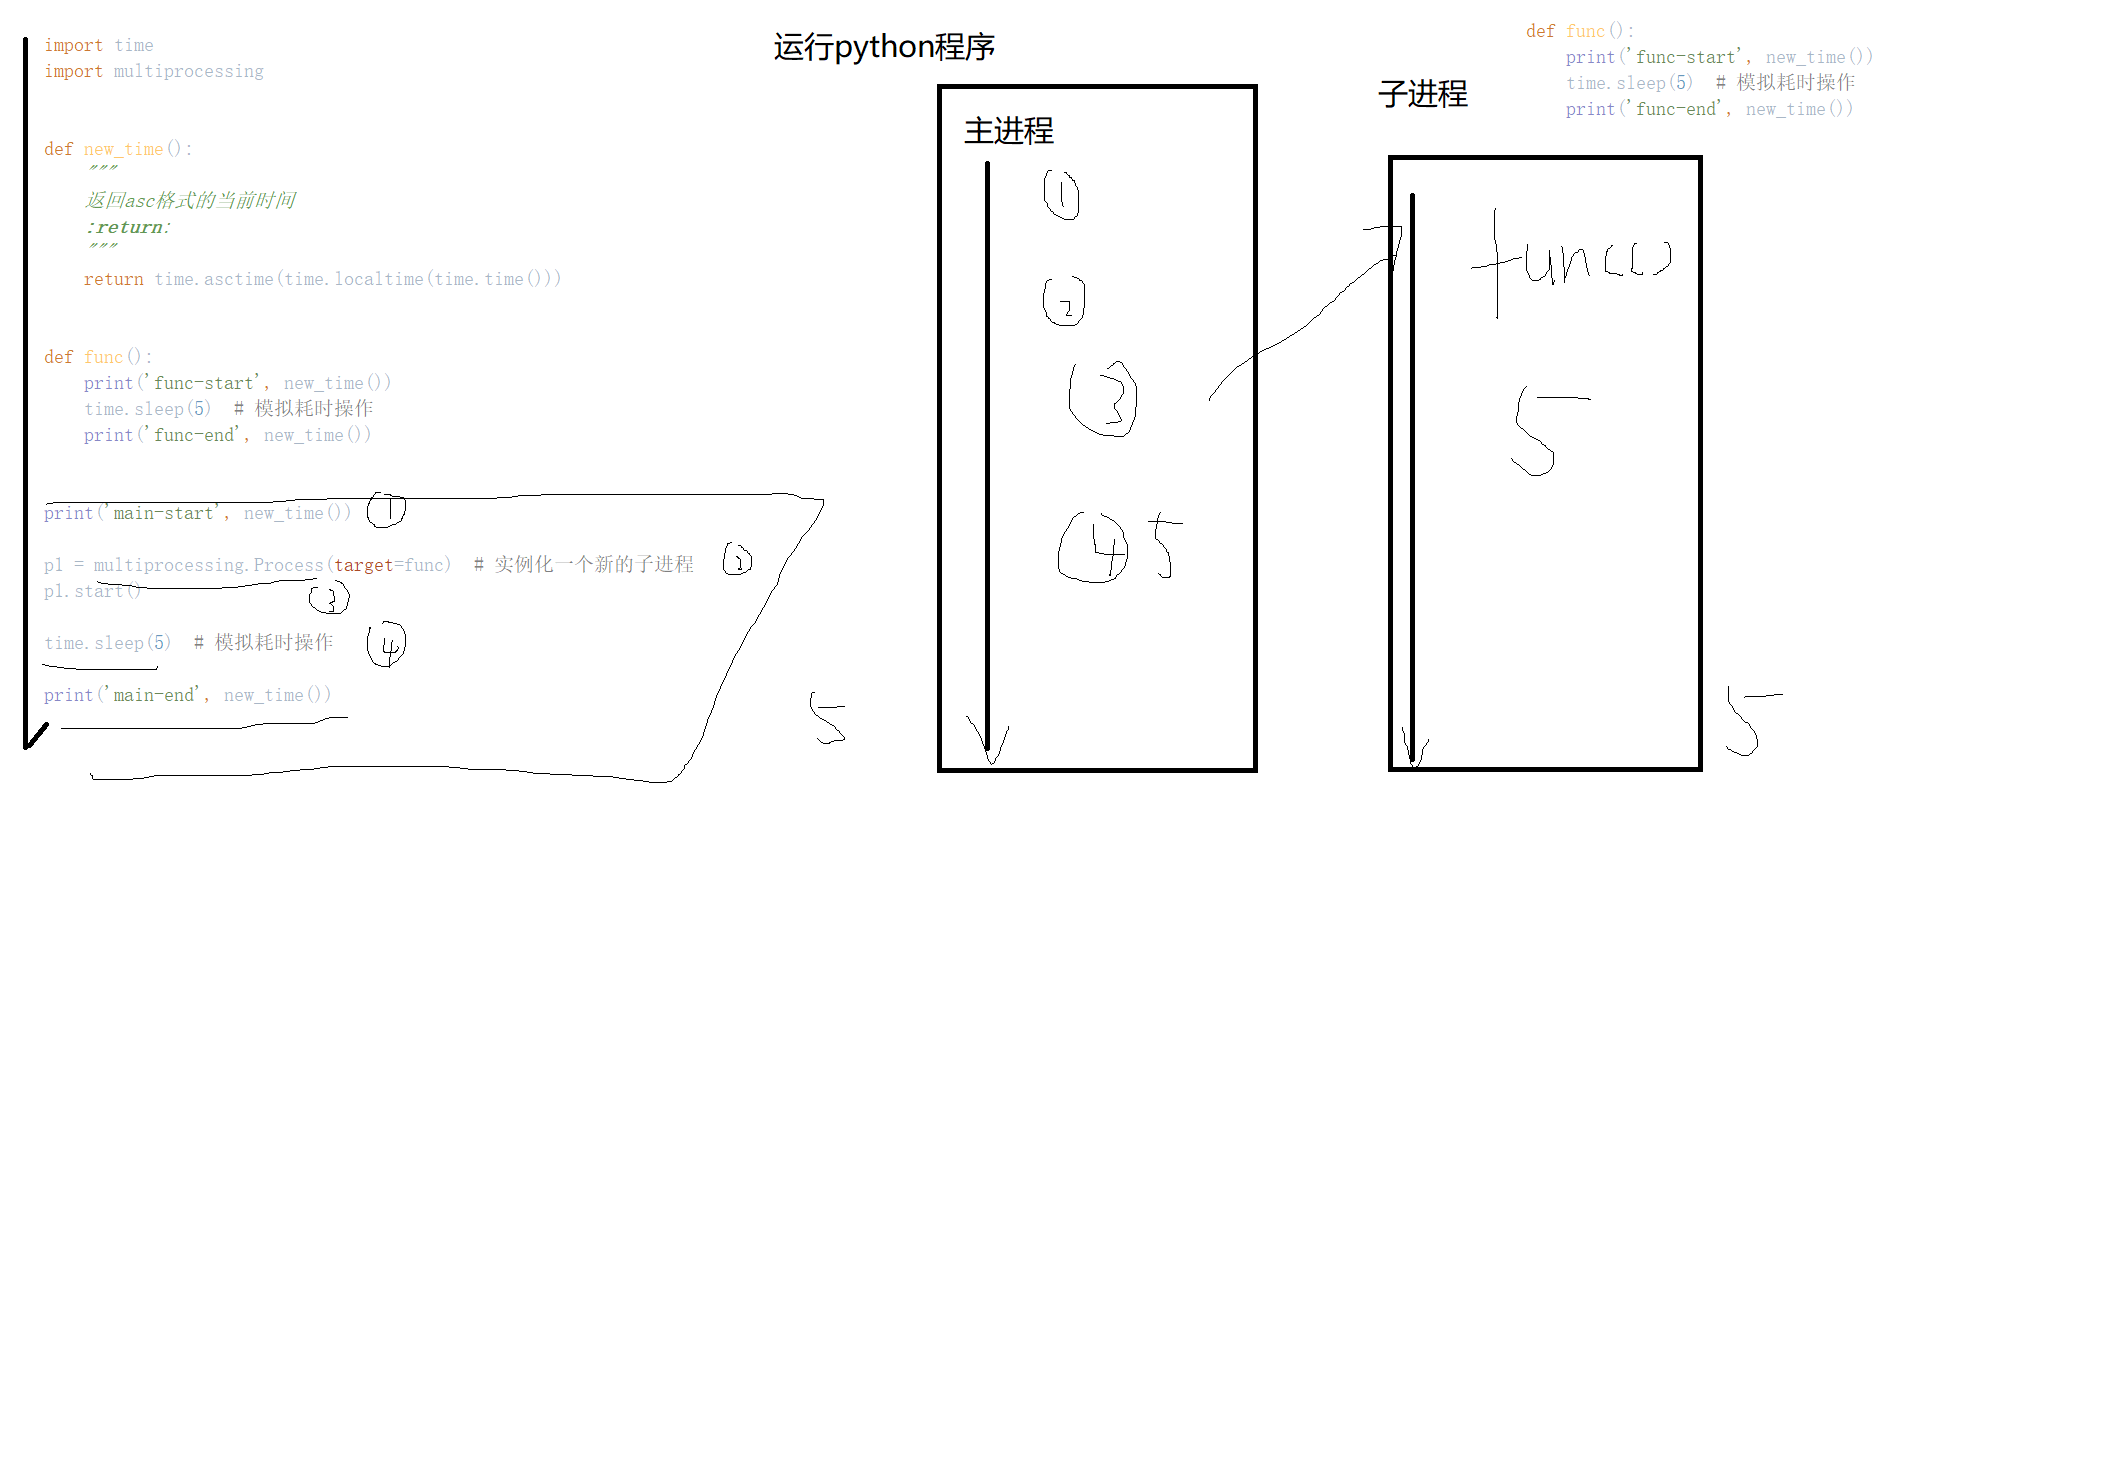 import time
import multiprocessing
def new_time():
"""
返回asc格式的当前时间
:return:
"""
return time.asctime(time.localtime(time.time()))
def func():
print('func-start', new_time())
time.sleep(5)  # 模拟耗时操作
print('func-end', new_time())
print('main-start', new_time()) ①
p1 = multiprocessing.Process(target=func)  # 实例化一个新的子进程 ②
p1.start() ③
time.sleep(5)  # 模拟耗时操作 ④
print('main-end', new_time())
5
运行python程序
主进程
①
②
③
④ 5
子进程
def func():
print('func-start', new_time())
time.sleep(5)  # 模拟耗时操作
print('func-end', new_time())
func()
5
5